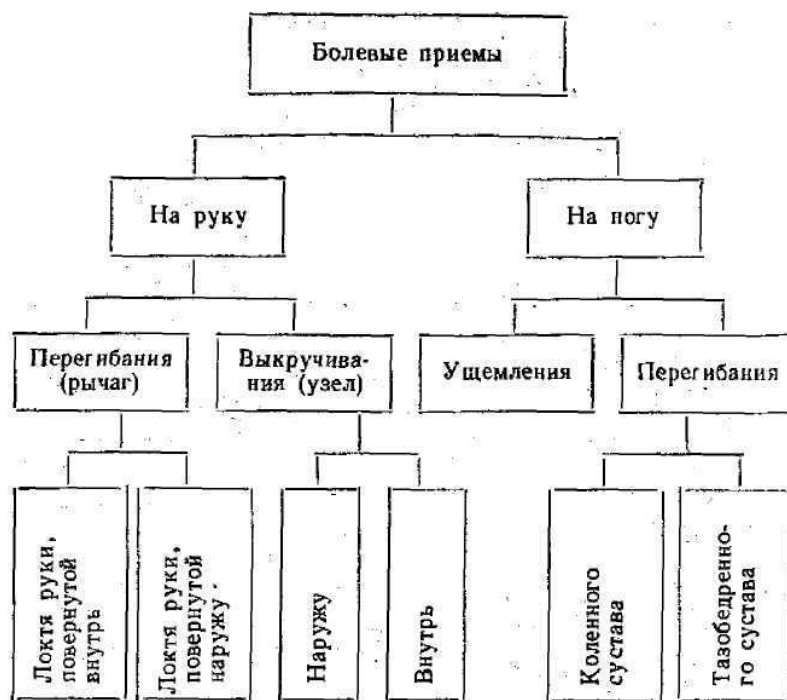 Болевые приемы
На руку
На ногу
Перегибания
(рычаг)
Выкручива-
ния (узел)
Ущемления
Перегибания
Локтя руки,
повернутой
внутрь
Локтя руки,
повернутой
наружу
Наружу
Внутрь
Коленного
сустава
Тазобедренно-
го сустава